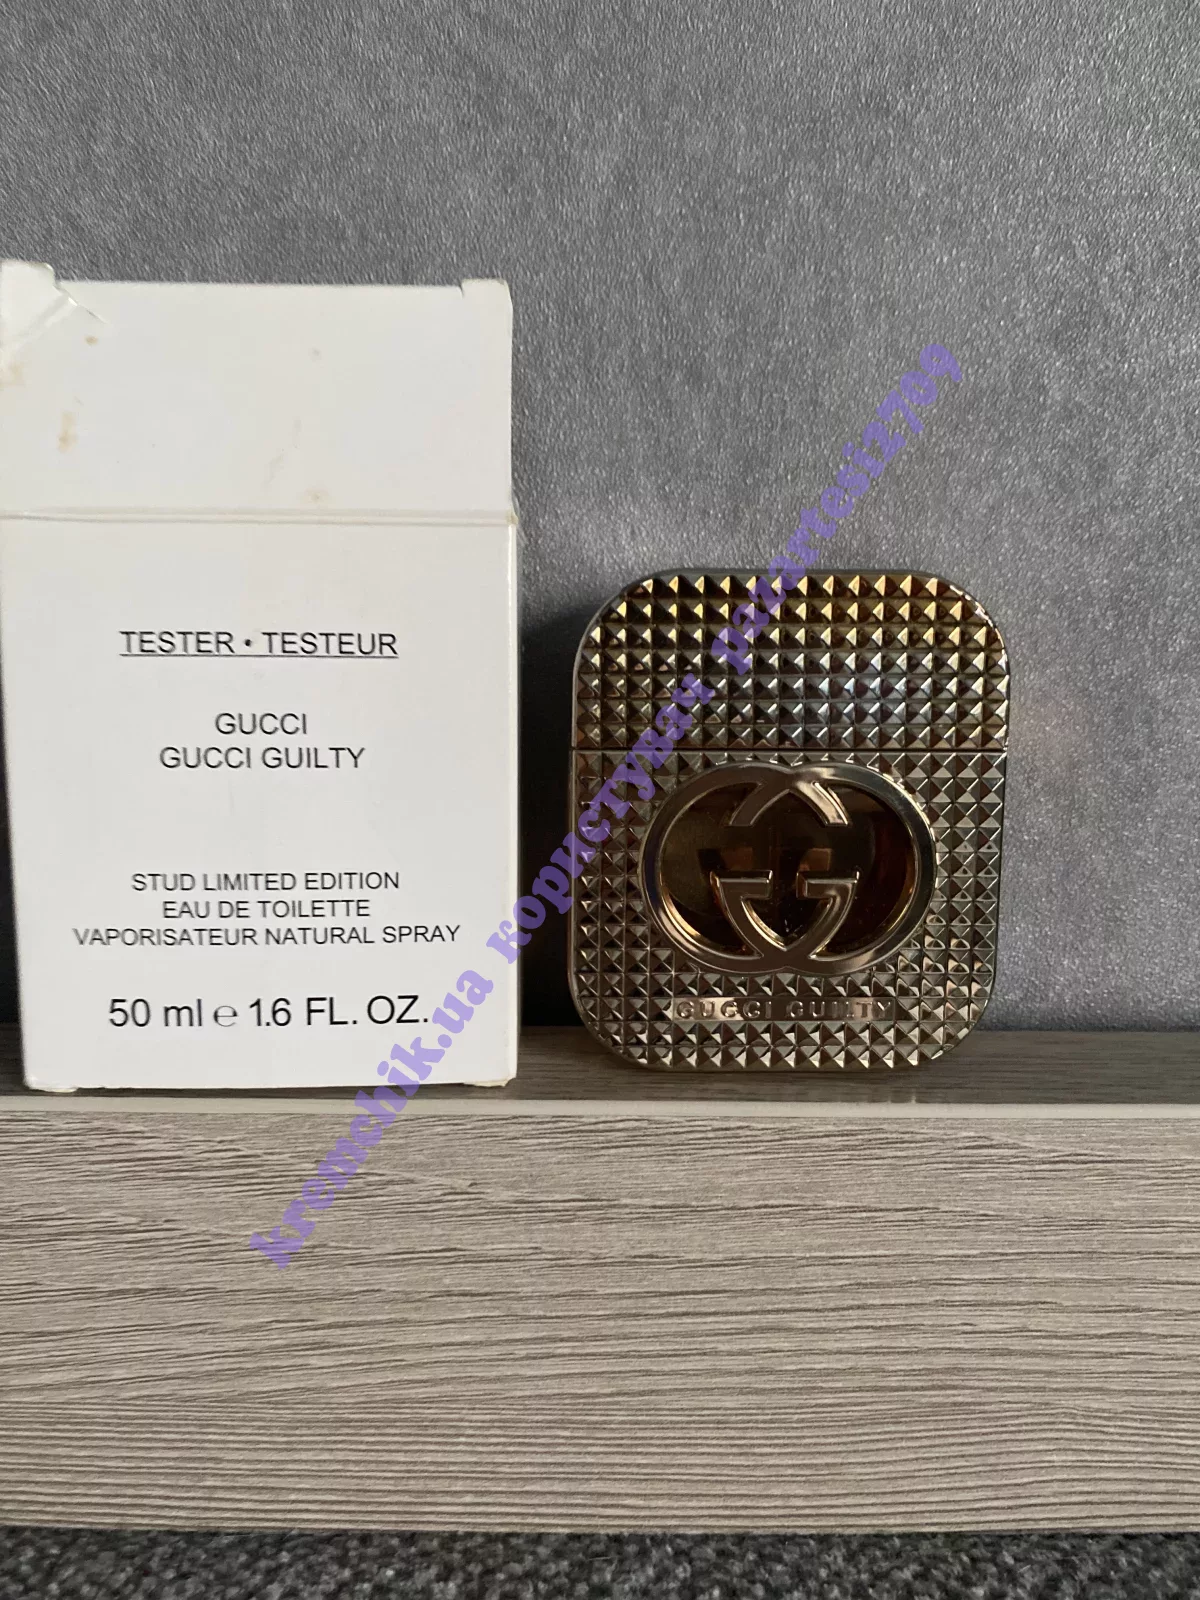 TESTER • TESTEUR
GUCCI
GUCCI GUILTY
STUD LIMITED EDITION
EAU DE TOILETTE
VAPORISATEUR NATURAL SPRAY
50 ml ℮ 1.6 FL. OZ.
GUCCI GUILTY
kremchik.ua користувач pazartesi2709